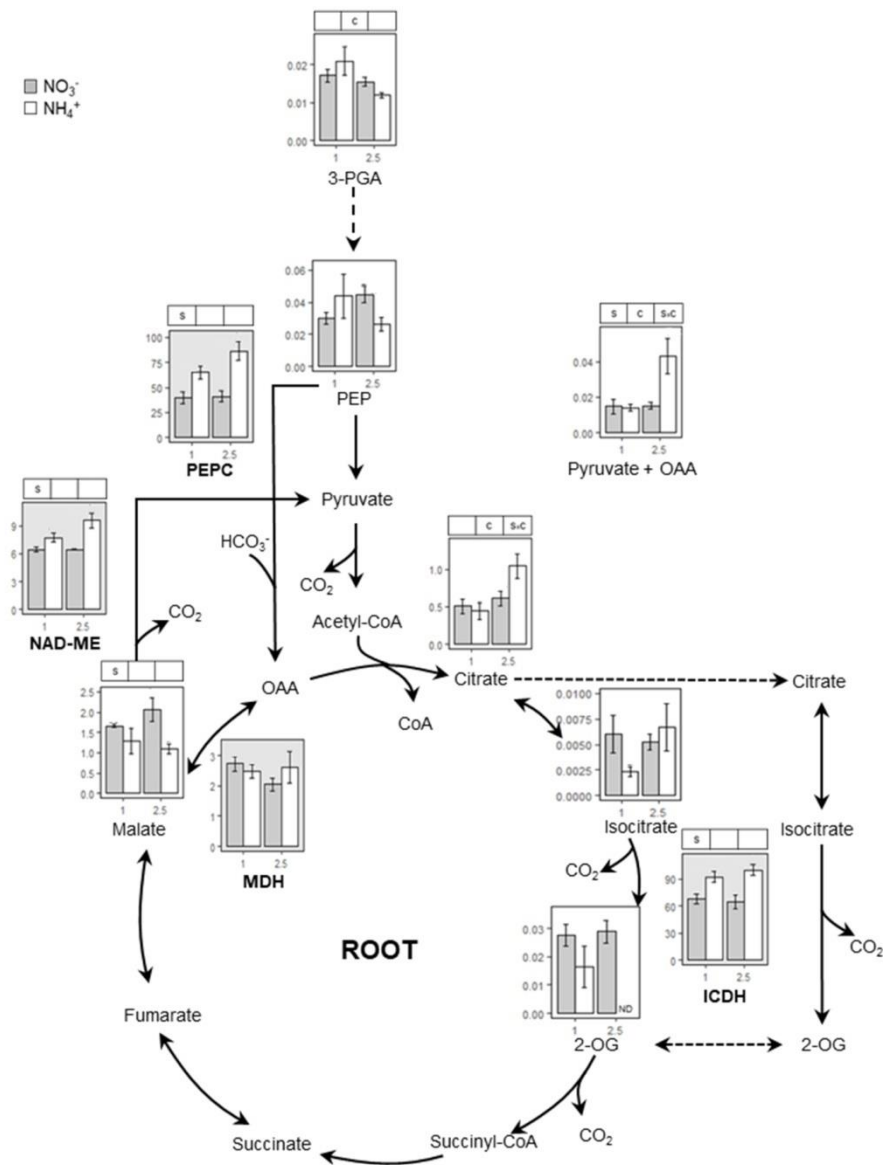 C
NO₃⁻
NH₄⁺
0.02
0.01
0.00
1 2.5
3-PGA
0.06
0.04
0.02
0.00
1 2.5
PEP
S
100
75
50
25
0
1 2.5
PEPC
S C SxC
0.04
0.02
0.00
1 2.5
Pyruvate + OAA
S
9
6
3
0
1 2.5
NAD-ME
Pyruvate
HCO₃⁻
CO₂
Acetyl-CoA
C SxC
1.0
0.5
0.0
1 2.5
Citrate
CO₂
OAA
CoA
Citrate
S
2.5
2.0
1.5
1.0
0.5
0.0
1 2.5
Malate
3
2
1
0
1 2.5
MDH
0.0100
0.0075
0.0050
0.0025
0.0000
1 2.5
Isocitrate
Isocitrate
CO₂
S
90
60
30
0
1 2.5
ICDH
CO₂
ROOT
0.03
0.02
0.01
0.00
ND
1 2.5
2-OG
2-OG
Fumarate
Succinate
Succinyl-CoA
CO₂